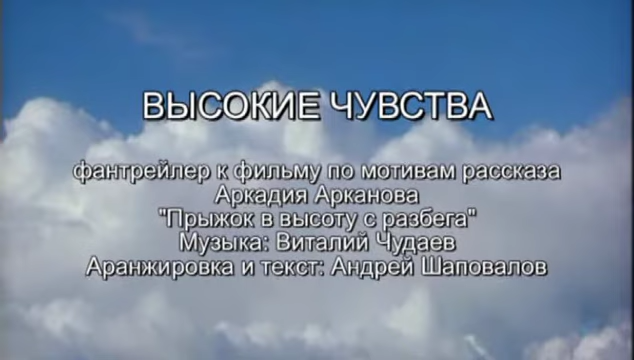 ВЫСОКИЕ ЧУВСТВА
фантрейлер к фильму по мотивам рассказа
Аркадия Арканова
"Прыжок в высоту с разбега"
Музыка: Виталий Чудаев
Аранжировка и текст: Андрей Шаповалов